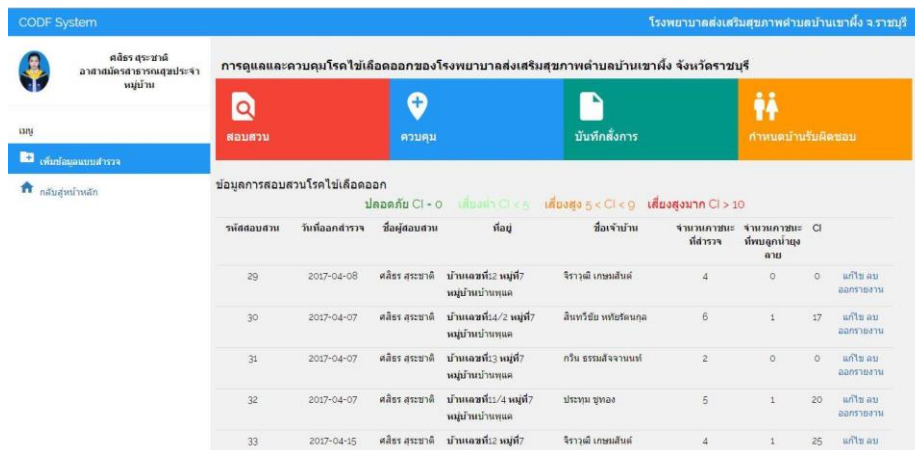 CODF System
โรงพยาบาลส่งเสริมสุขภาพตำบลบ้านเขาผึ้ง จ.ราชบุรี
ศศิธร สุระชาติ
อาสาสมัครสาธารณสุขประจำ
หมู่บ้าน
การดูแลและควบคุมโรคไข้เลือดออกของโรงพยาบาลส่งเสริมสุขภาพตำบลบ้านเขาผึ้ง จังหวัดราชบุรี
สอบสวน
ควบคุม
บันทึกสั่งการ
กำหนดบ้านรับผิดชอบ
เมนู
เพิ่มข้อมูลแบบสำรวจ
กลับสู่หน้าหลัก
ข้อมูลการสอบสวนโรคไข้เลือดออก
ปลอดภัย CI = 0 เสี่ยงต่ำ CI < 5 เสี่ยงสูง 5 < CI < 9 เสี่ยงสูงมาก CI > 10
รหัสสอบสวน วันที่ออกสำรวจ ชื่อผู้สอบสวน ที่อยู่ ชื่อเจ้าบ้าน จำนวนภาชนะ จำนวนภาชนะ CI
ที่สำรวจ ที่พบลูกน้ำยุง
ลาย
29 2017-04-08 ศศิธร สุระชาติ บ้านเลขที่12 หมู่ที่7 จิราวุฒิ เกษมสันต์ 4 0 0 แก้ไข ลบ
หมู่บ้านบ้านพุแค ออกรายงาน
30 2017-04-07 ศศิธร สุระชาติ บ้านเลขที่14/2 หมู่ที่7 สินทวีชัย หทัยรัตนกุล 6 1 17 แก้ไข ลบ
หมู่บ้านบ้านพุแค ออกรายงาน
31 2017-04-07 ศศิธร สุระชาติ บ้านเลขที่13 หมู่ที่7 กวิน ธรรมสัจจานนท์ 2 0 0 แก้ไข ลบ
หมู่บ้านบ้านพุแค ออกรายงาน
32 2017-04-07 ศศิธร สุระชาติ บ้านเลขที่11/4 หมู่ที่7 ประทุม ชูทอง 5 1 20 แก้ไข ลบ
หมู่บ้านบ้านพุแค ออกรายงาน
33 2017-04-15 ศศิธร สุระชาติ บ้านเลขที่12 หมู่ที่7 จิราวุฒิ เกษมสันต์ 4 1 25 แก้ไข ลบ